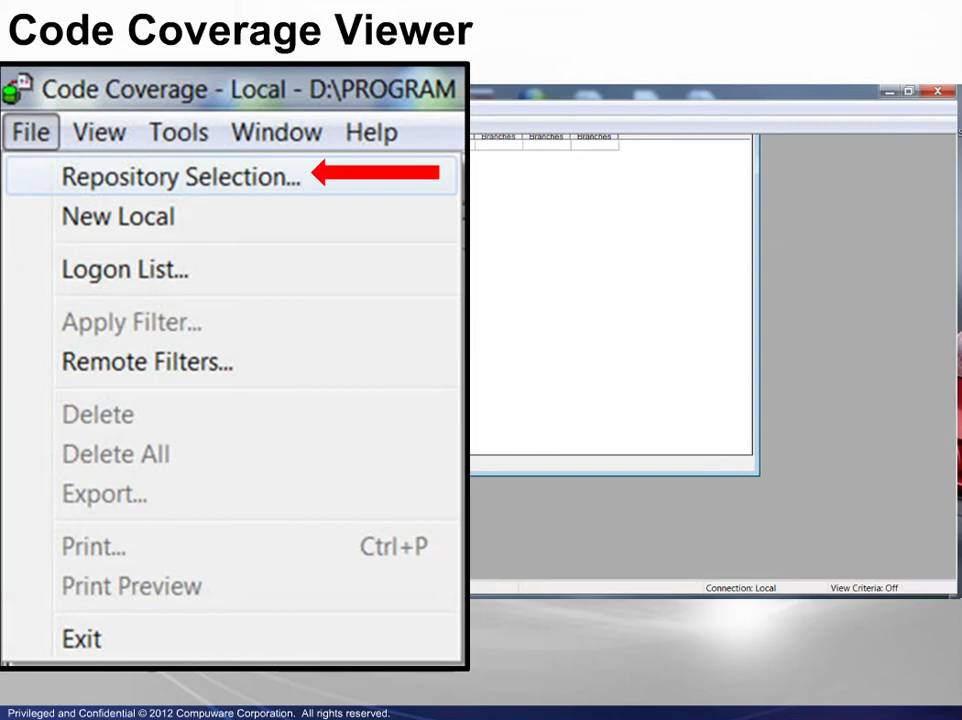 Code Coverage Viewer
Code Coverage - Local - D:\PROGRAM
File View Tools Window Help
Repository Selection...
New Local
Logon List...
Apply Filter...
Remote Filters...
Delete
Delete All
Export...
Print... Ctrl+P
Print Preview
Exit
Branches Branches Branches
Connection: Local View Criteria: Off
Privileged and Confidential © 2012 Compuware Corporation. All rights reserved.